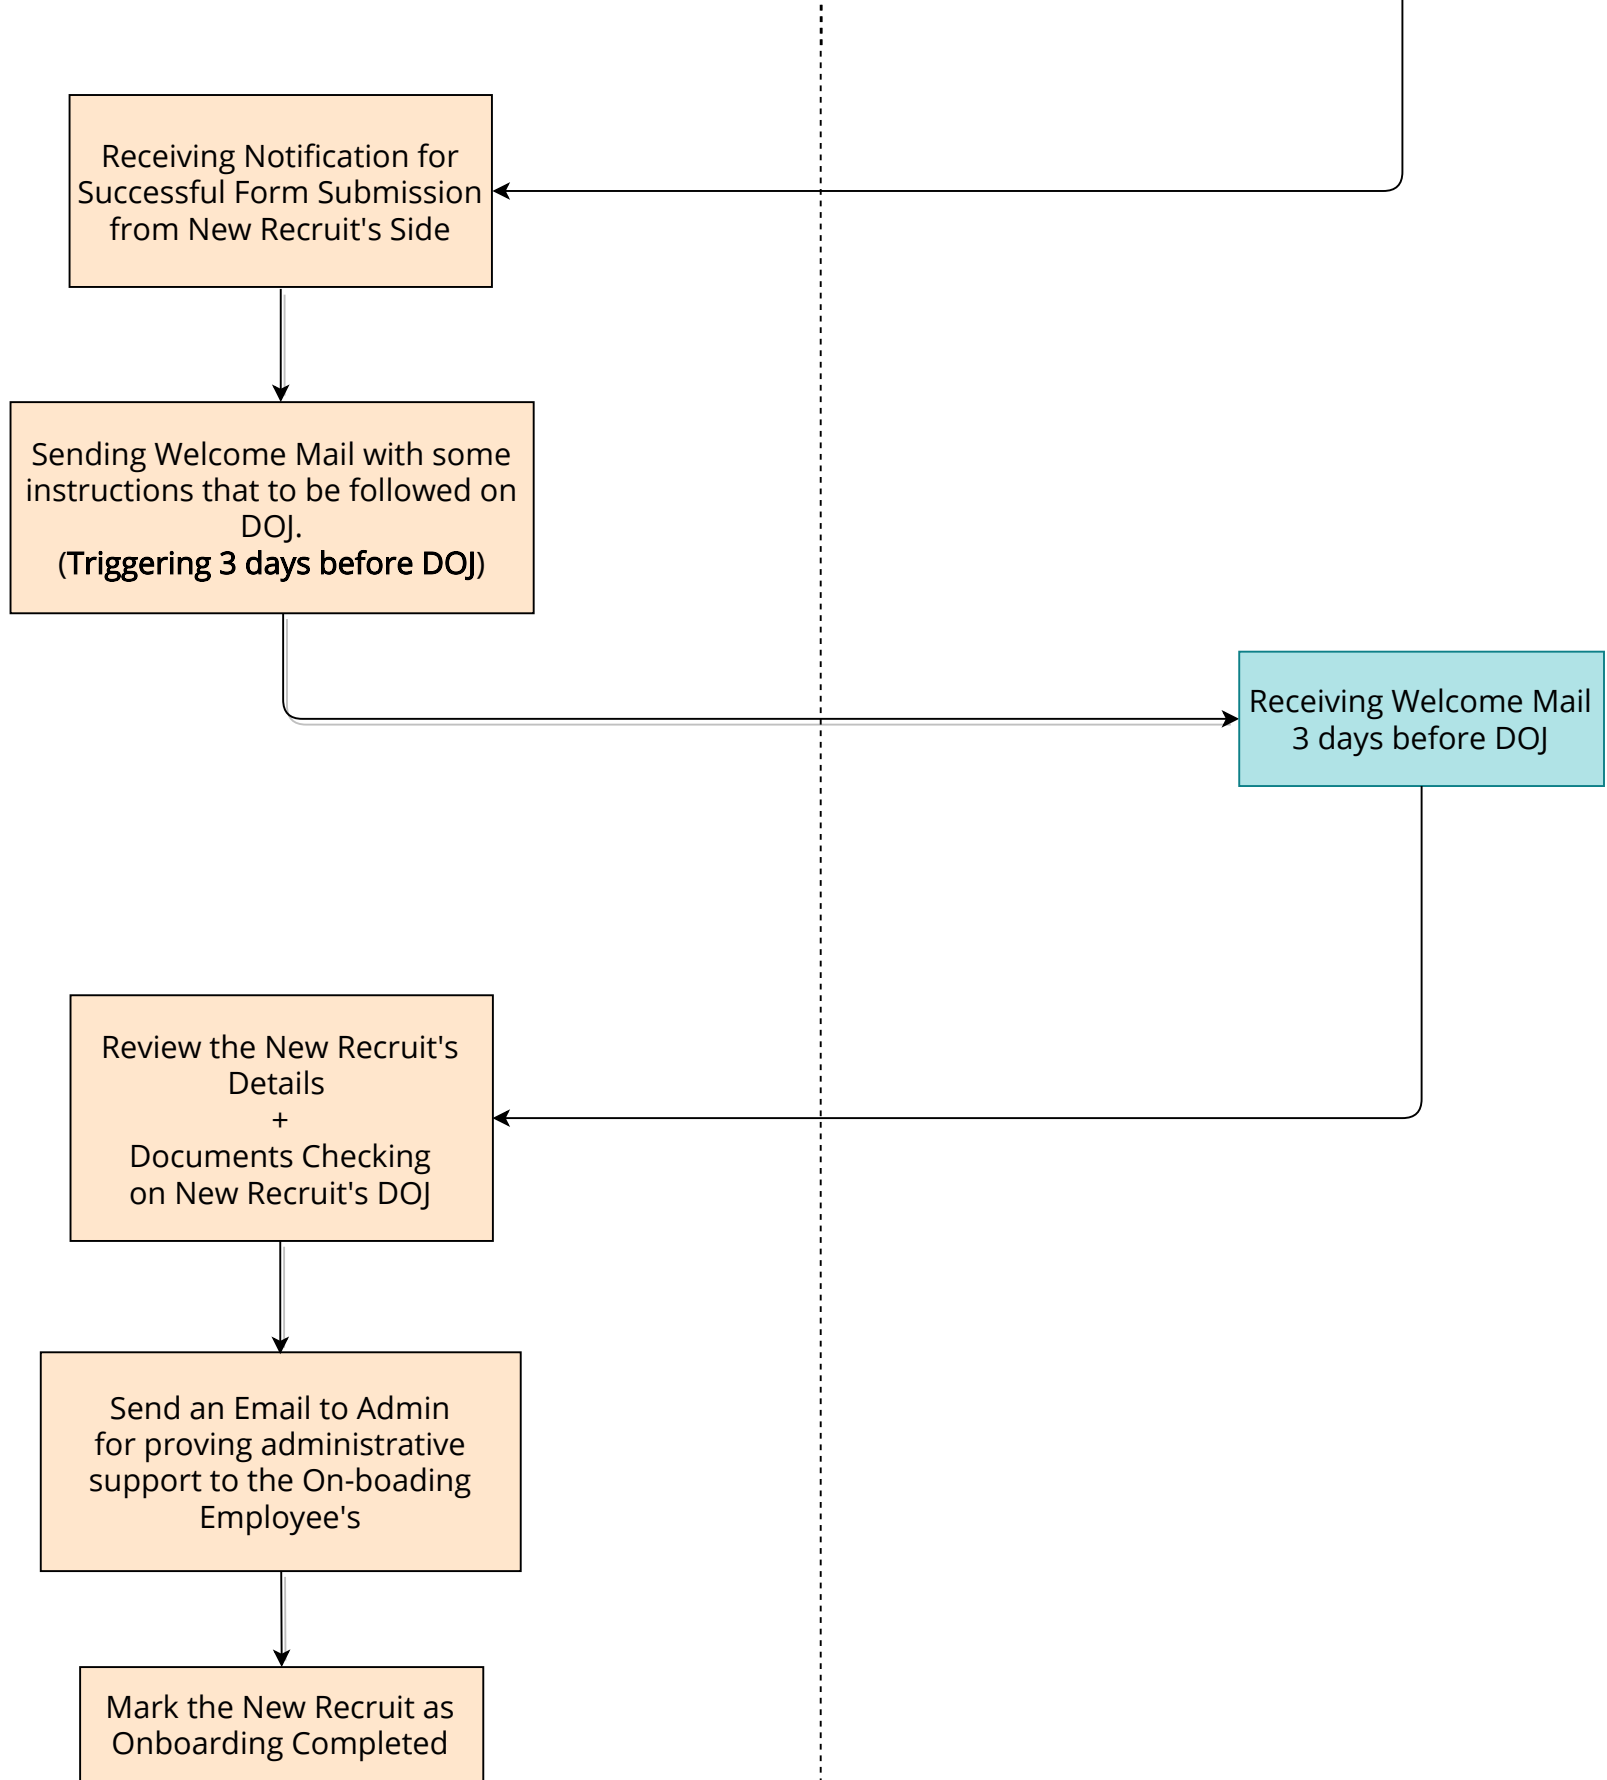 Receiving Notification for
Successful Form Submission
from New Recruit's Side
Sending Welcome Mail with some
instructions that to be followed on
DOJ.
(Triggering 3 days before DOJ)
Receiving Welcome Mail
3 days before DOJ
Review the New Recruit's
Details
+
Documents Checking
on New Recruit's DOJ
Send an Email to Admin
for proving administrative
support to the On-boading
Employee's
Mark the New Recruit as
Onboarding Completed